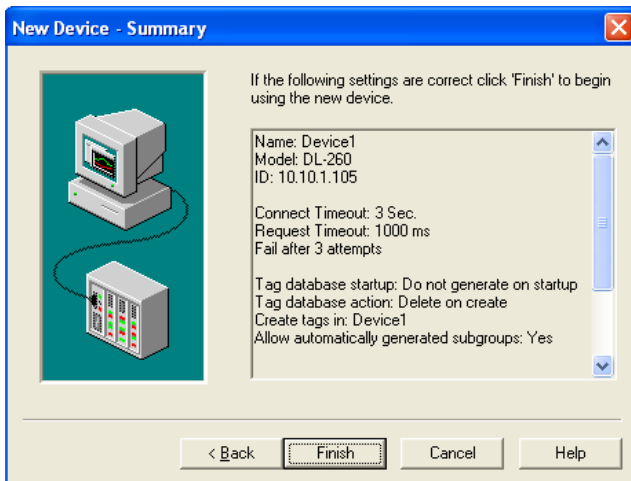 New Device - Summary
If the following settings are correct click 'Finish' to begin
using the new device.
Name: Device1
Model: DL-260
ID: 10.10.1.105
Connect Timeout: 3 Sec.
Request Timeout: 1000 ms
Fail after 3 attempts
Tag database startup: Do not generate on startup
Tag database action: Delete on create
Create tags in: Device1
Allow automatically generated subgroups: Yes
< Back
Finish
Cancel
Help